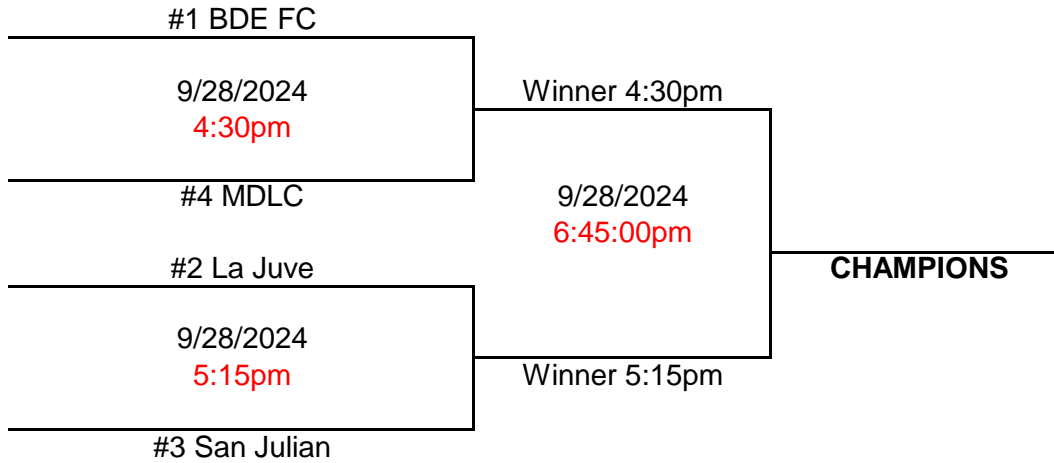 #1 BDE FC
9/28/2024
4:30pm
#4 MDLC
Winner 4:30pm
9/28/2024
6:45:00pm
#2 La Juve
9/28/2024
5:15pm
#3 San Julian
Winner 5:15pm
CHAMPIONS